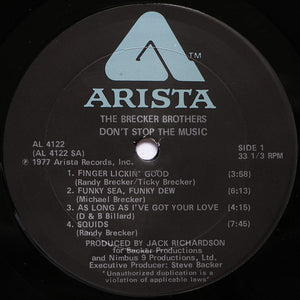 TM
ARISTA
THE BRECKER BROTHERS
DON'T STOP THE MUSIC
AL 4122
(AL 4122 SA)
℗ 1977 Arista Records, Inc.
SIDE 1
33 1/3 RPM
1. FINGER LICKIN' GOOD (3:58)
(Randy Brecker/Ticky Brecker)
2. FUNKY SEA, FUNKY DEW (6:13)
(Michael Brecker)
3. AS LONG AS I'VE GOT YOUR LOVE (4:15)
(D & B Billard)
4. SQUIDS (7:45)
(Randy Brecker)
PRODUCED BY JACK RICHARDSON
for Backer Productions
and Nimbus 9 Productions, Ltd.
Executive Producer: Steve Backer
"Unauthorized duplication is a
violation of applicable laws"